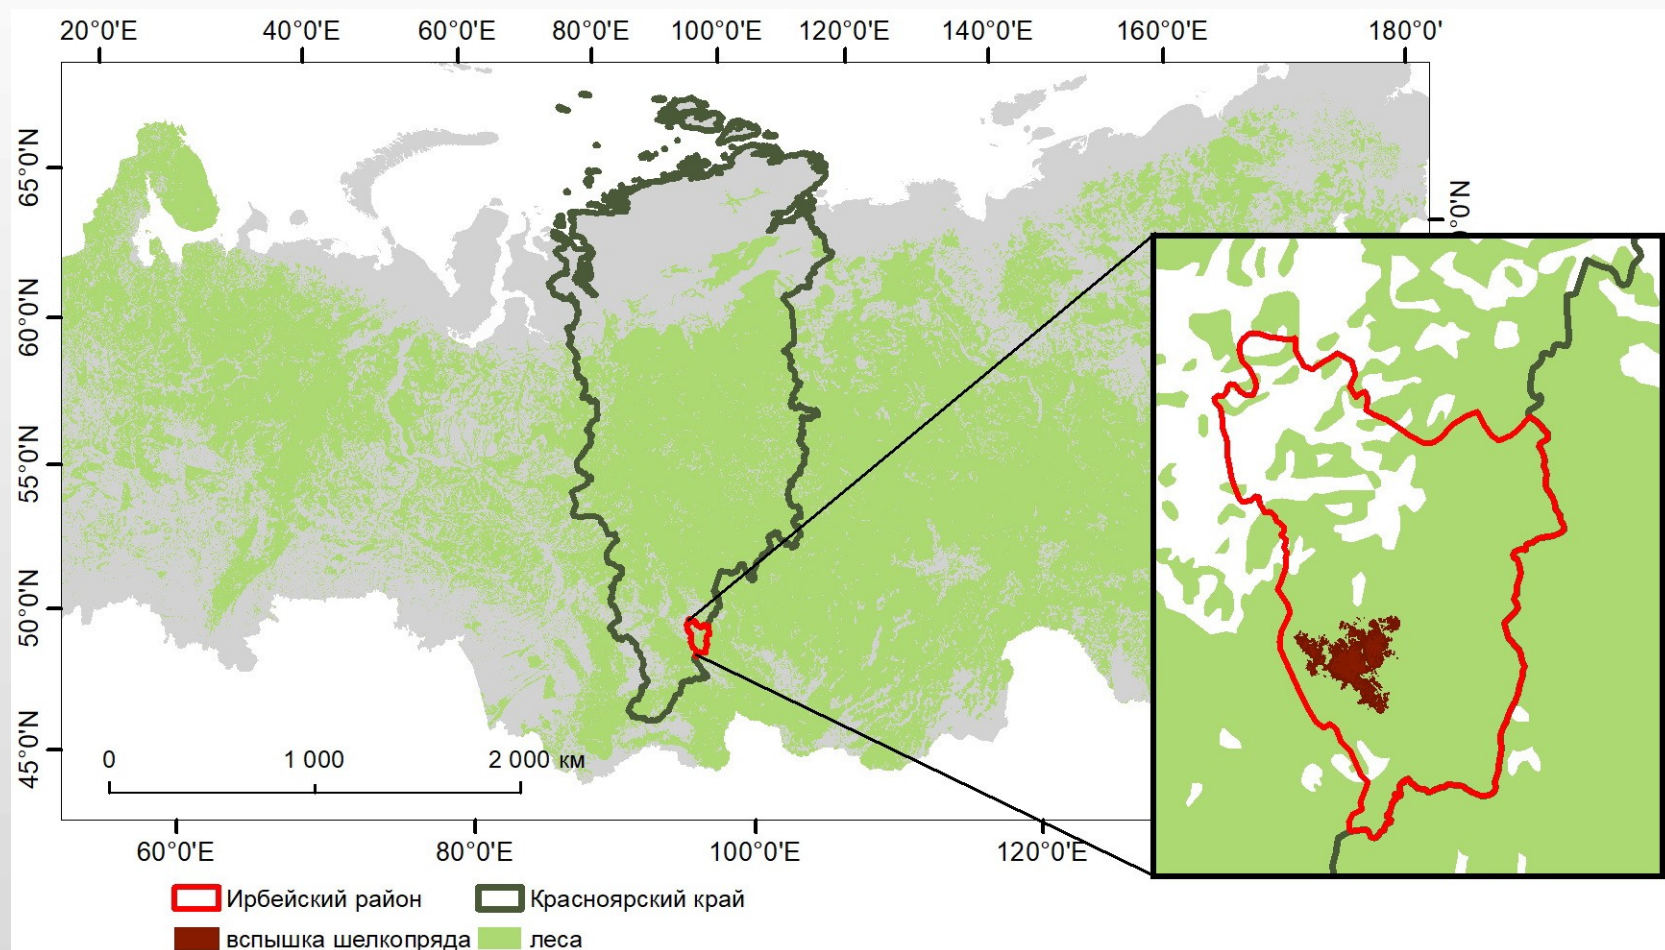 20°0'E 40°0'E 60°0'E 80°0'E 100°0'E 120°0'E 140°0'E 160°0'E 180°0'
65°0'N
60°0'N
55°0'N
50°0'N
45°0'N
°0'N
0 1 000 2 000 км
60°0'E 80°0'E 100°0'E 120°0'E
Ирбейский район Красноярский край
вспышка шелкопряда леса